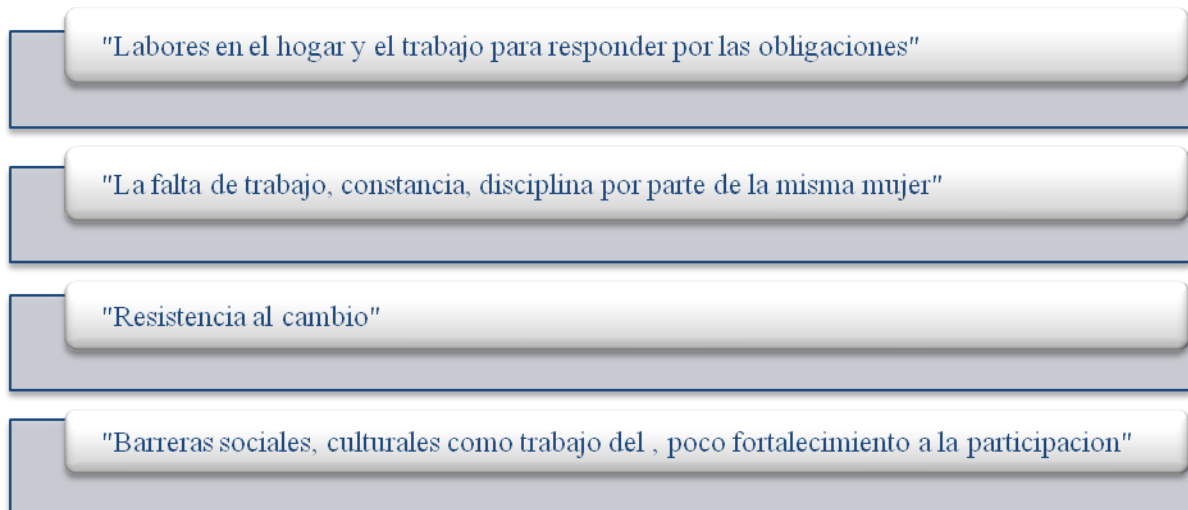 "Labores en el hogar y el trabajo para responder por las obligaciones"
"La falta de trabajo, constancia, disciplina por parte de la misma mujer"
"Resistencia al cambio"
"Barreras sociales, culturales como trabajo del , poco fortalecimiento a la participacion"